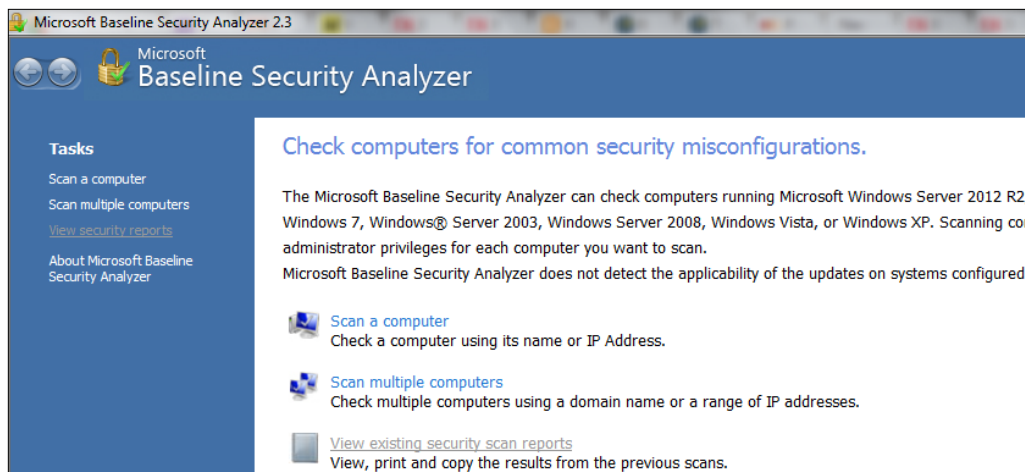 Microsoft Baseline Security Analyzer 2.3
Microsoft
Baseline Security Analyzer
Tasks
Scan a computer
Scan multiple computers
View security reports
About Microsoft Baseline
Security Analyzer
Check computers for common security misconfigurations.
The Microsoft Baseline Security Analyzer can check computers running Microsoft Windows Server 2012 R2
Windows 7, Windows® Server 2003, Windows Server 2008, Windows Vista, or Windows XP. Scanning
administrator privileges for each computer you want to scan.
Microsoft Baseline Security Analyzer does not detect the applicability of the updates on systems configured
Scan a computer
Check a computer using its name or IP Address.
Scan multiple computers
Check multiple computers using a domain name or a range of IP addresses.
View existing security scan reports
View, print and copy the results from the previous scans.